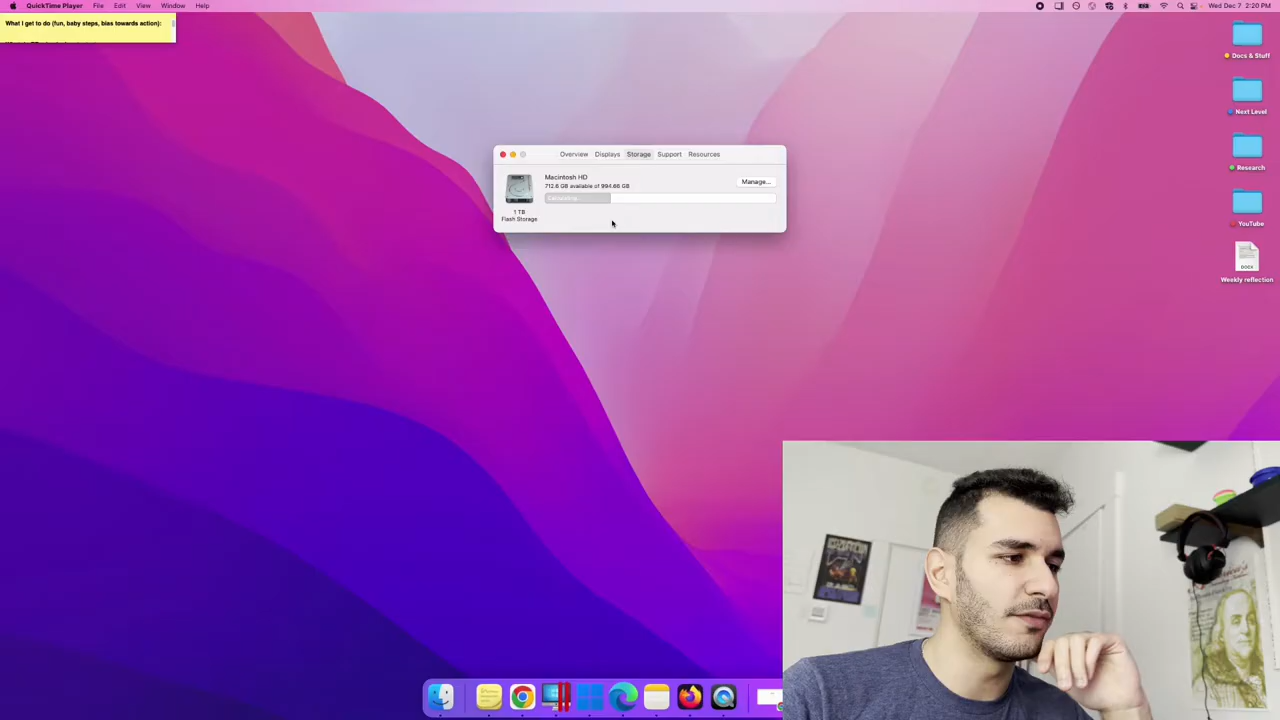 QuickTime Player File Edit View Window Help
Wed Dec 7 2:20 PM
What I get to do (fun, baby steps, bias towards action):
Overview Displays Storage Support Resources
Macintosh HD
712.6 GB available of 994.66 GB
Manage...
Calculating...
1 TB
Flash Storage
Docs & Stuff
Next Level
Research
YouTube
DOCX
Weekly reflection